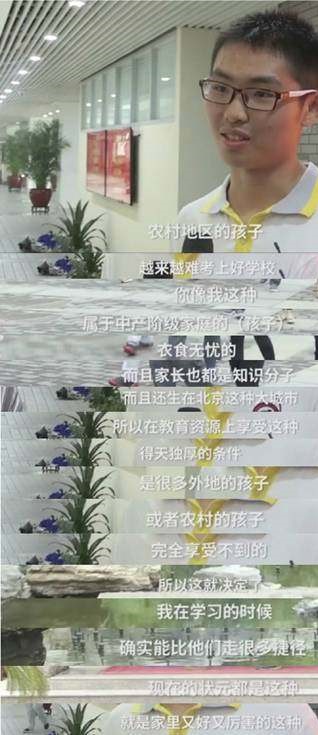 农村地区的孩子
越来越难考上好学校
你像我这种
属于中产阶级家庭的（孩子）
衣食无忧的
而且家长也都是知识分子
而且还生在北京这种大城市
所以在教育资源上享受这种
得天独厚的条件
是很多外地的孩子
或者农村的孩子
完全享受不到的
所以这就决定了
我在学习的时候
确实能比他们走很多捷径
现在的状元都是这种
就是家里又好又厉害的这种